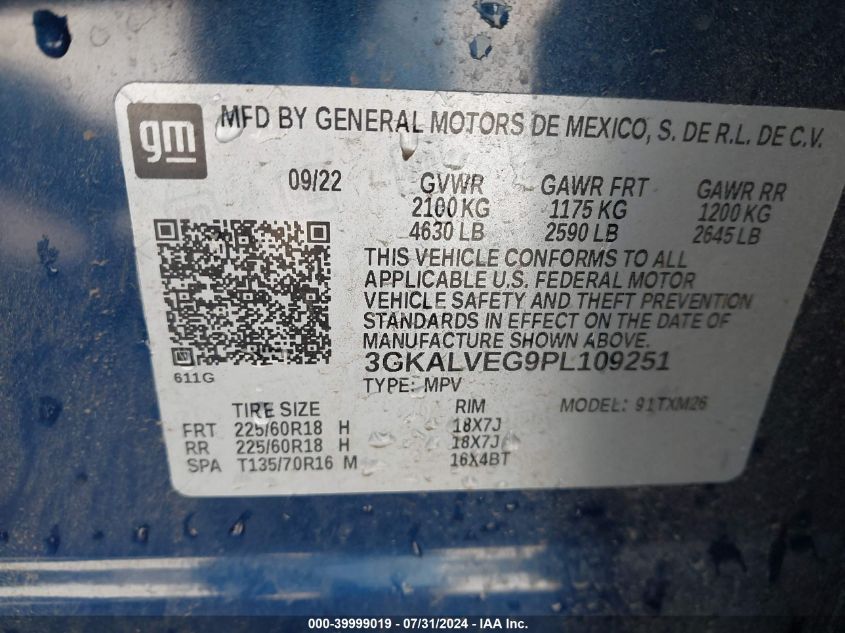 gm MFD BY GENERAL MOTORS DE MEXICO, S. DE R.L. DE C.V.
09/22 GVWR GAWR FRT GAWR RR
2100 KG 1175 KG 1200 KG
4630 LB 2590 LB 2645 LB
THIS VEHICLE CONFORMS TO ALL
APPLICABLE U.S. FEDERAL MOTOR
VEHICLE SAFETY AND THEFT PREVENTION
STANDARDS IN EFFECT ON THE DATE OF
MANUFACTURE SHOWN ABOVE.
611G
3GKALVEG9PL109251
TYPE: MPV MODEL: 91TXM26
TIRE SIZE RIM
FRT 225/60R18 H 18X7J
RR 225/60R18 H 18X7J
SPA T135/70R16 M 16X4BT
000-39999019 - 07/31/2024 - IAA Inc.